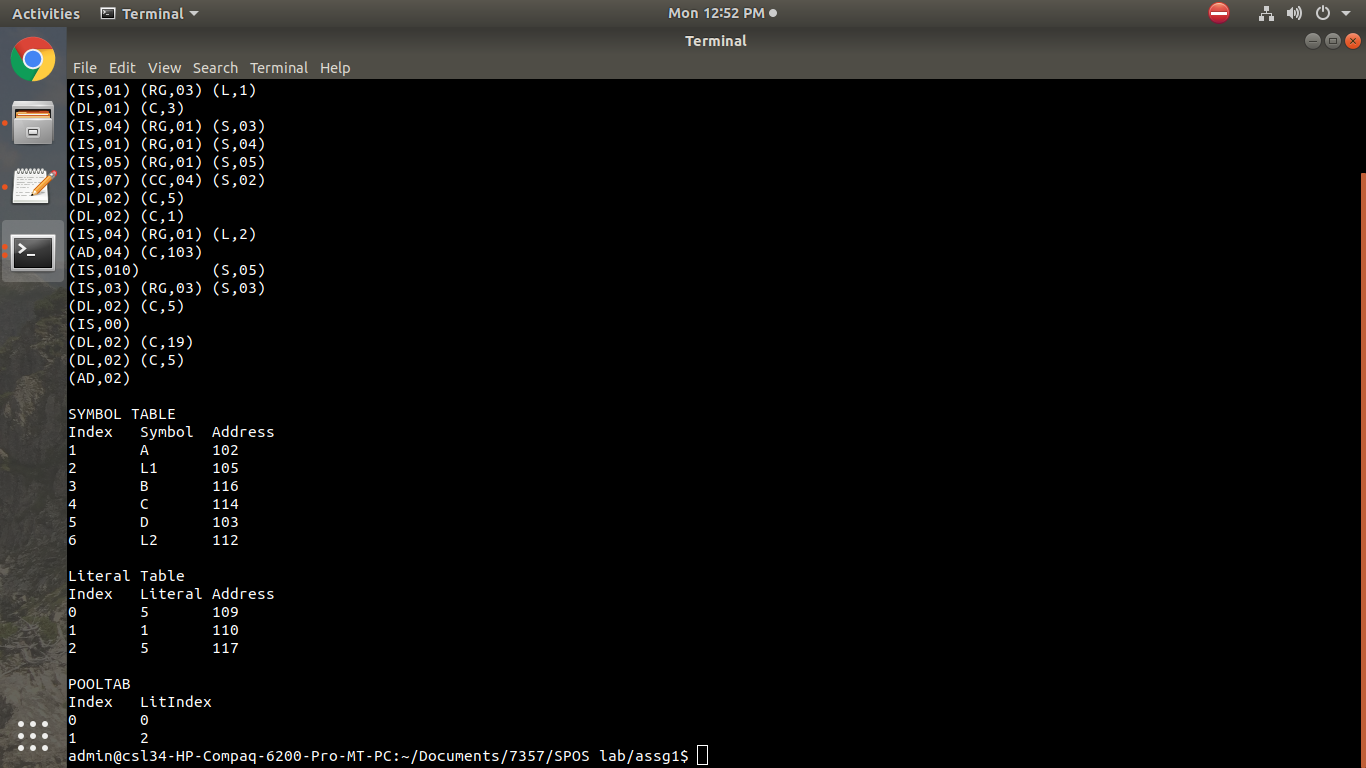 Activities Terminal Mon 12:52 PM
Terminal
File Edit View Search Terminal Help
(IS,01) (RG,03) (L,1)
(DL,01) (C,3)
(IS,04) (RG,01) (S,03)
(IS,01) (RG,01) (S,04)
(IS,05) (RG,01) (S,05)
(IS,07) (CC,04) (S,02)
(DL,02) (C,5)
(DL,02) (C,1)
(IS,04) (RG,01) (L,2)
(AD,04) (C,103)
(IS,010)        (S,05)
(IS,03) (RG,03) (S,03)
(DL,02) (C,5)
(IS,00)
(DL,02) (C,19)
(DL,02) (C,5)
(AD,02)
SYMBOL TABLE
Index   Symbol  Address
1       A       102
2       L1      105
3       B       116
4       C       114
5       D       103
6       L2      112
Literal Table
Index   Literal Address
0       5       109
1       1       110
2       5       117
POOLTAB
Index   LitIndex
0       0
1       2
admin@csl34-HP-Compaq-6200-Pro-MT-PC:~/Documents/7357/SPOS lab/assg1$